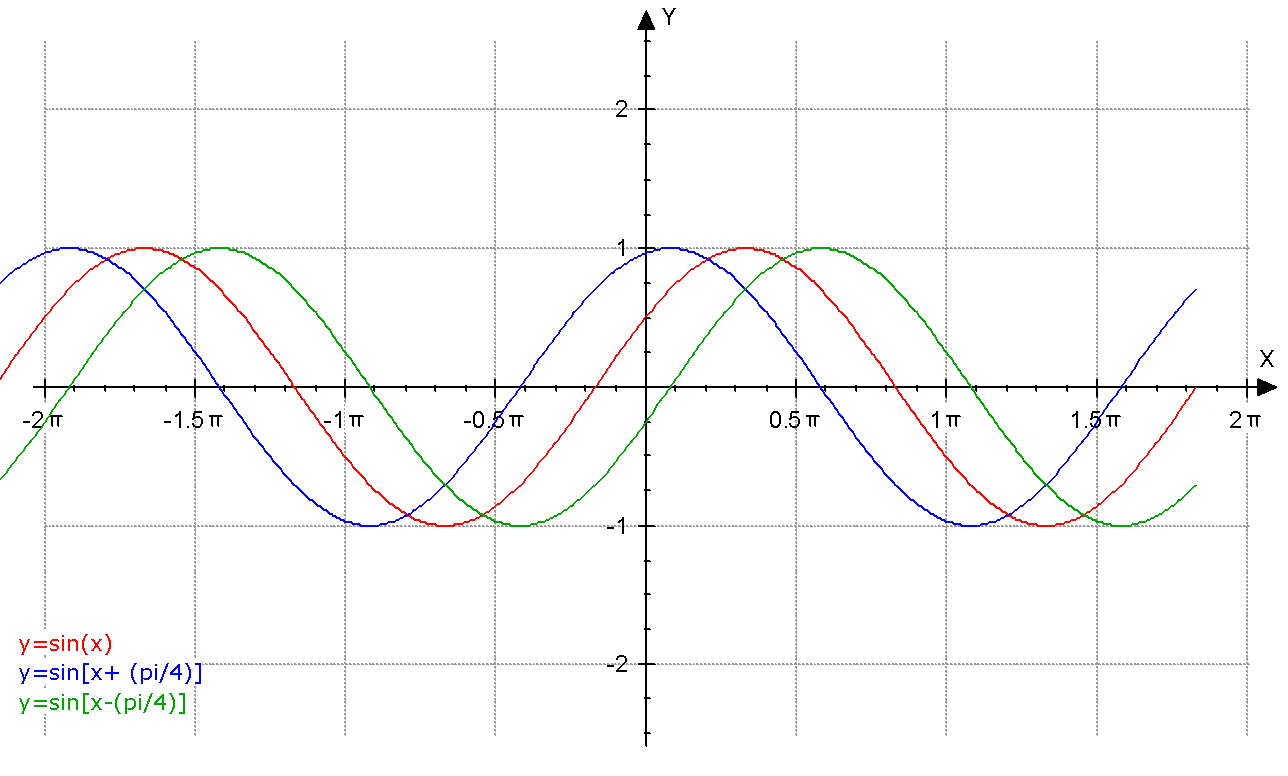 Y
2
1
X
-2π -1.5π -1π -0.5π 0.5π 1π 1.5π 2π
-1
-2
y=sin(x)
y=sin[x+ (pi/4)]
y=sin[x-(pi/4)]